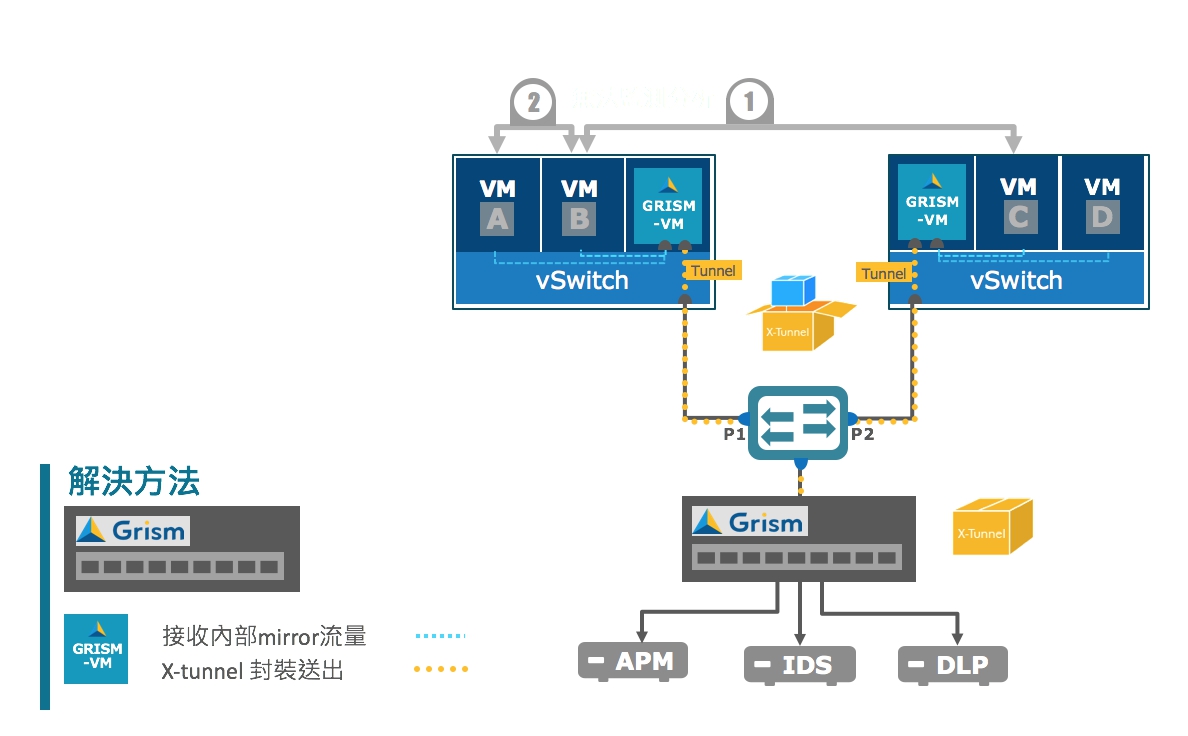 2
1
VM
A
VM
B
GRISM
-VM
GRISM
-VM
VM
C
VM
D
Tunnel
vSwitch
Tunnel
vSwitch
X-Tunnel
P1
P2
解決方法
Grism
Grism
X-Tunnel
GRISM
-VM
接收內部mirror流量
X-tunnel 封裝送出
APM
IDS
DLP